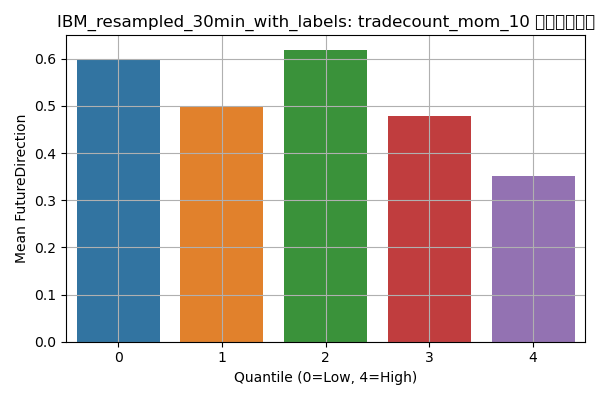 IBM_resampled_30min_with_labels: tradecount_mom_10
0.6
0.5
0.4
0.3
0.2
0.1
0.0
Mean FutureDirection
0 1 2 3 4
Quantile (0=Low, 4=High)